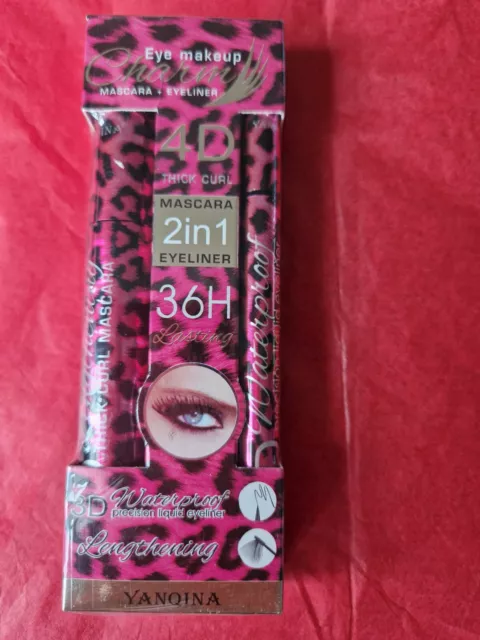 Eye makeup
Charm
MASCARA + EYELINER
4D
THICK CURL
MASCARA
2in1
EYELINER
36H
Lasting
THICK CURL MASCARA
Waterproof
3D Waterproof
precision liquid eyeliner
Lengthening
YANQINA